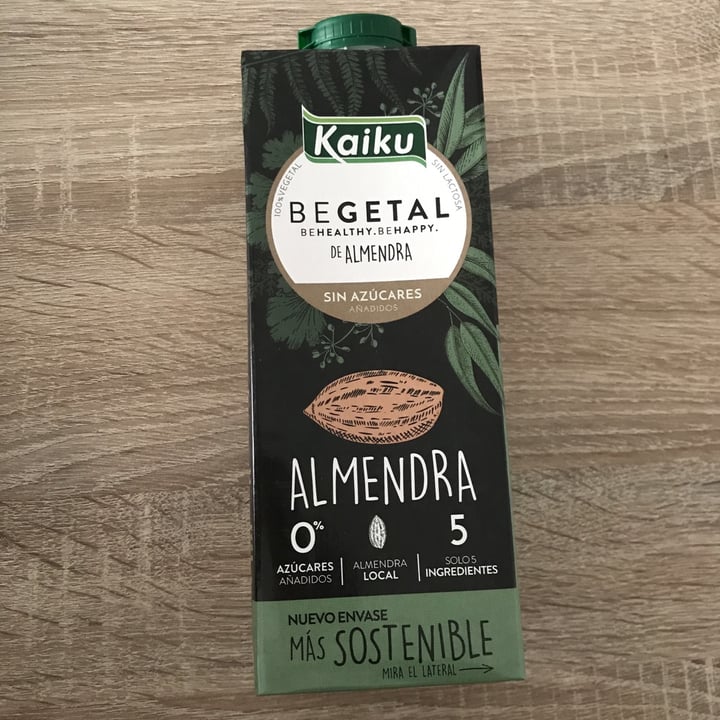 Kaiku
100% VEGETAL
SIN LACTOSA
BEGETAL
BEHEALTHY.BEHAPPY.
DE ALMENDRA
SIN AZÚCARES
AÑADIDOS
ALMENDRA
0%
AZÚCARES
AÑADIDOS
ALMENDRA
LOCAL
5
SOLO 5
INGREDIENTES
NUEVO ENVASE
MÁS SOSTENIBLE
MIRA EL LATERAL